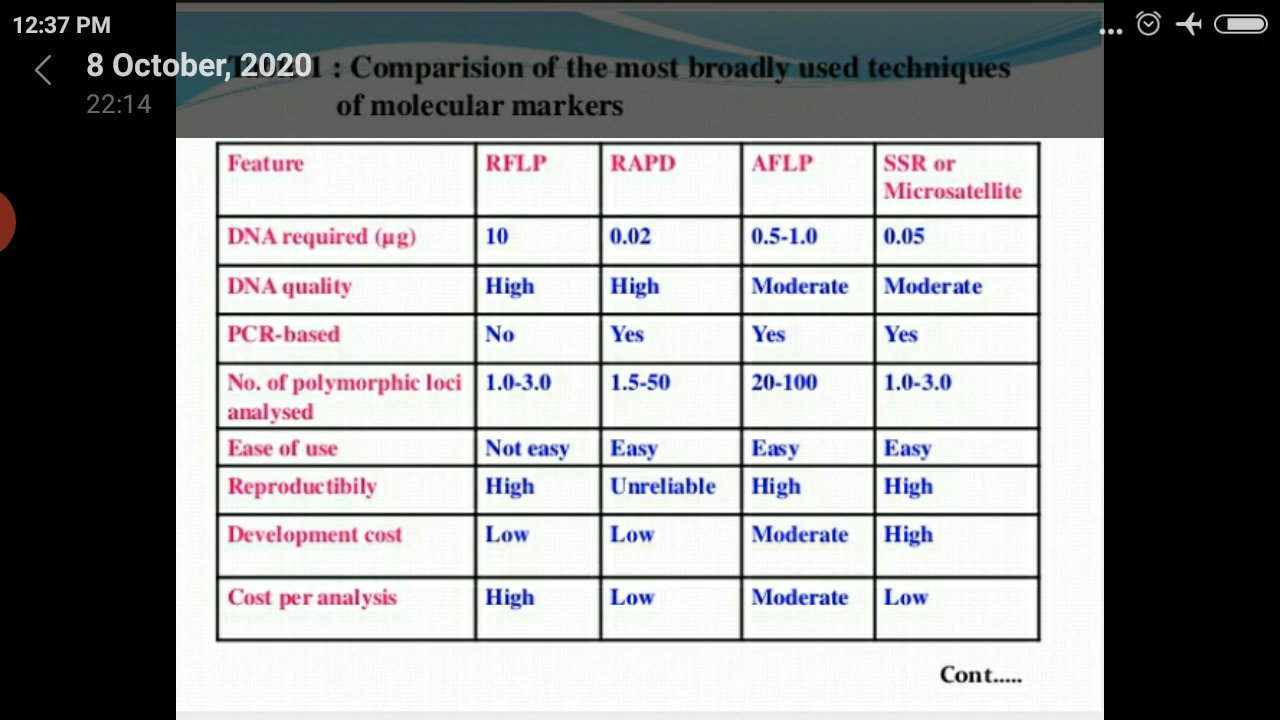 12:37 PM
8 October, 2020
22:14
1 : Comparision of the most broadly used techniques
of molecular markers
Feature RFLP RAPD AFLP SSR or
Microsatellite
DNA required (µg) 10 0.02 0.5-1.0 0.05
DNA quality High High Moderate Moderate
PCR-based No Yes Yes Yes
No. of polymorphic loci 1.0-3.0 1.5-50 20-100 1.0-3.0
analysed
Ease of use Not easy Easy Easy Easy
Reproductibily High Unreliable High High
Development cost Low Low Moderate High
Cost per analysis High Low Moderate Low
Cont.....